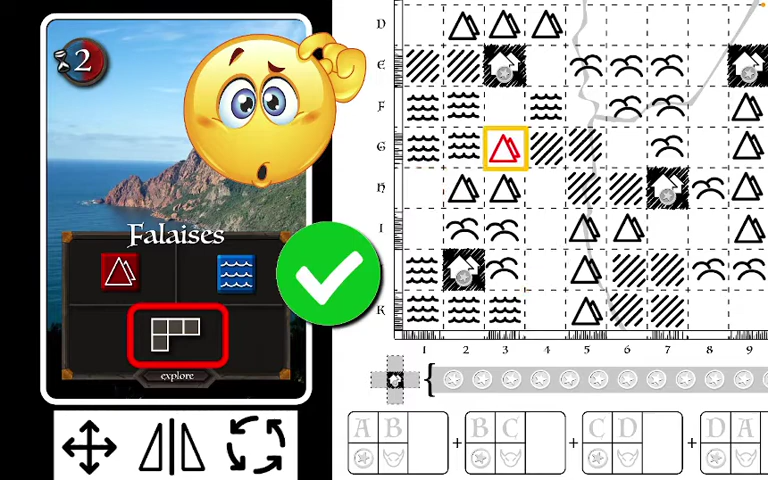 2
Falaises
explore
D
E
F
G
H
I
K
1 2 3 4 5 6 7 8 9
A B + B C + C D + D A +